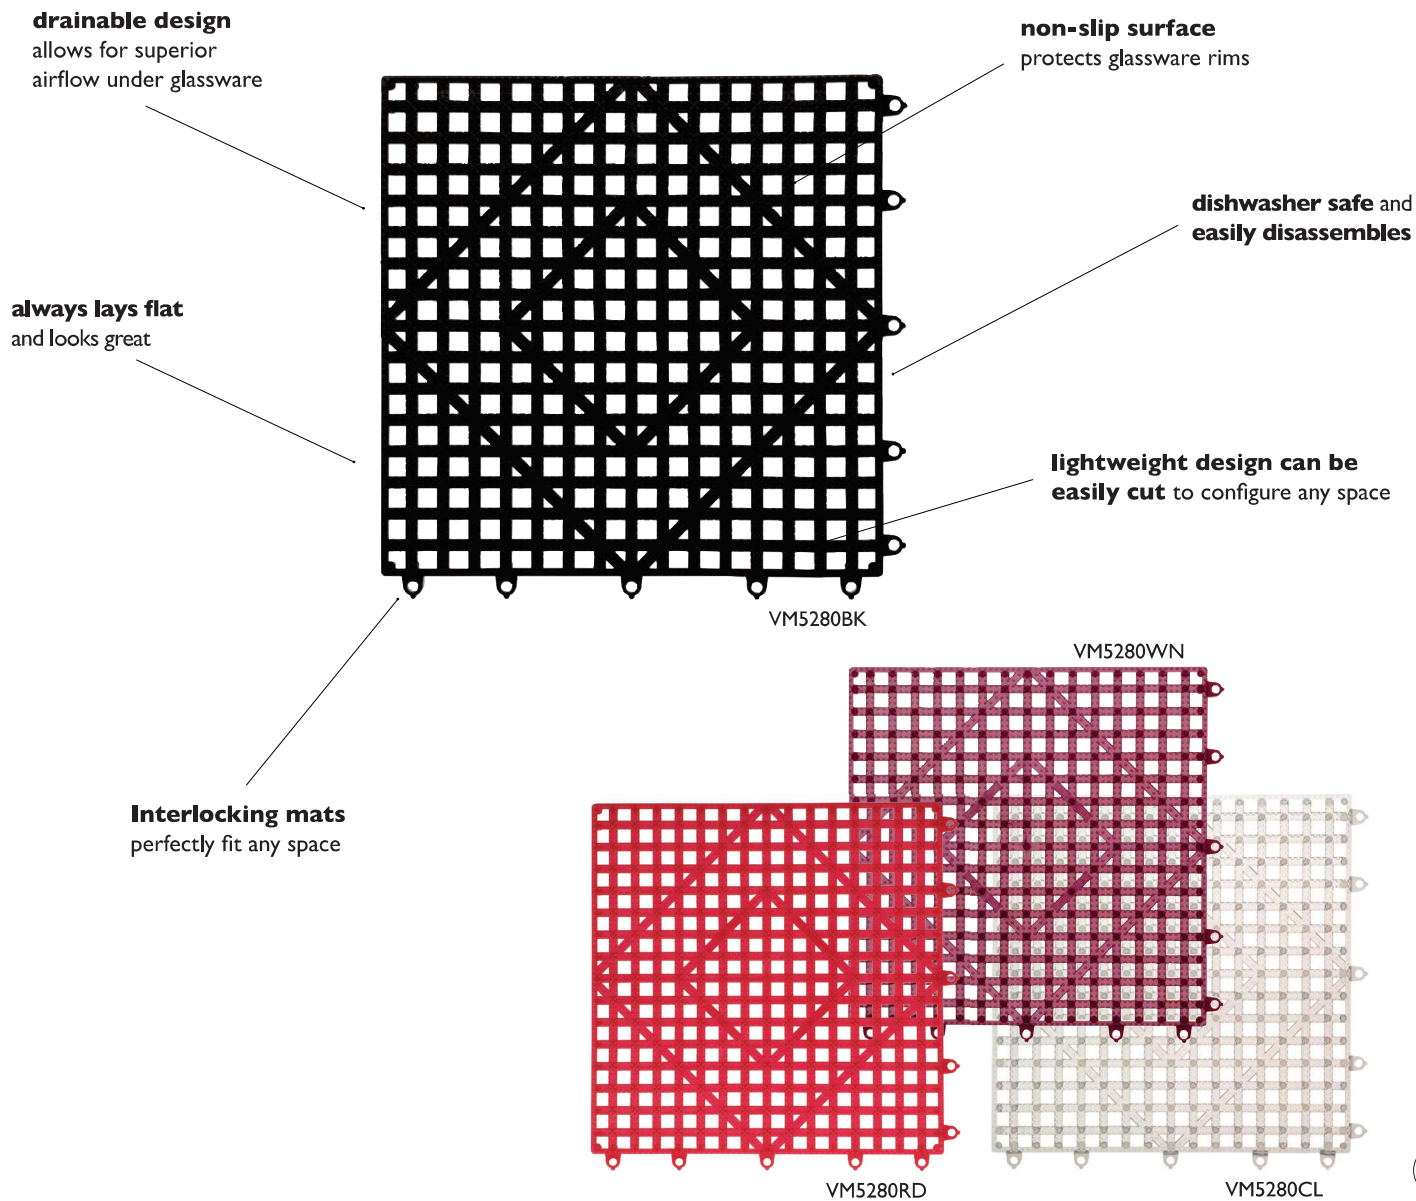 drainable design
allows for superior
airflow under glassware
non-slip surface
protects glassware rims
dishwasher safe and
easily disassembles
always lays flat
and looks great
lightweight design can be
easily cut to configure any space
VM5280BK
VM5280WN
Interlocking mats
perfectly fit any space
VM5280RD
VM5280CL